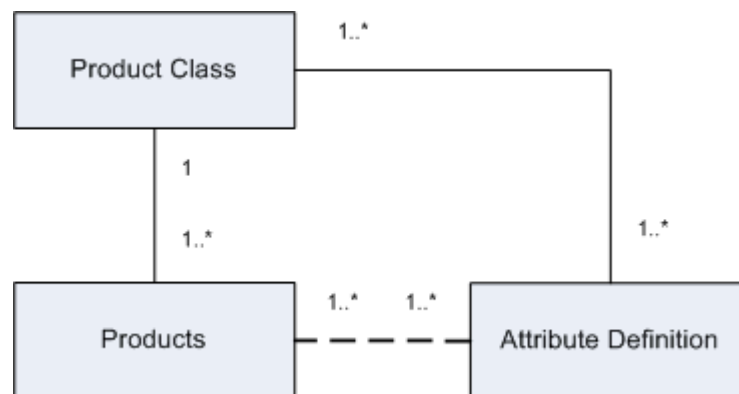 1..*
Product Class
1
1..*
1..*
1..* 1..*
Products
Attribute Definition